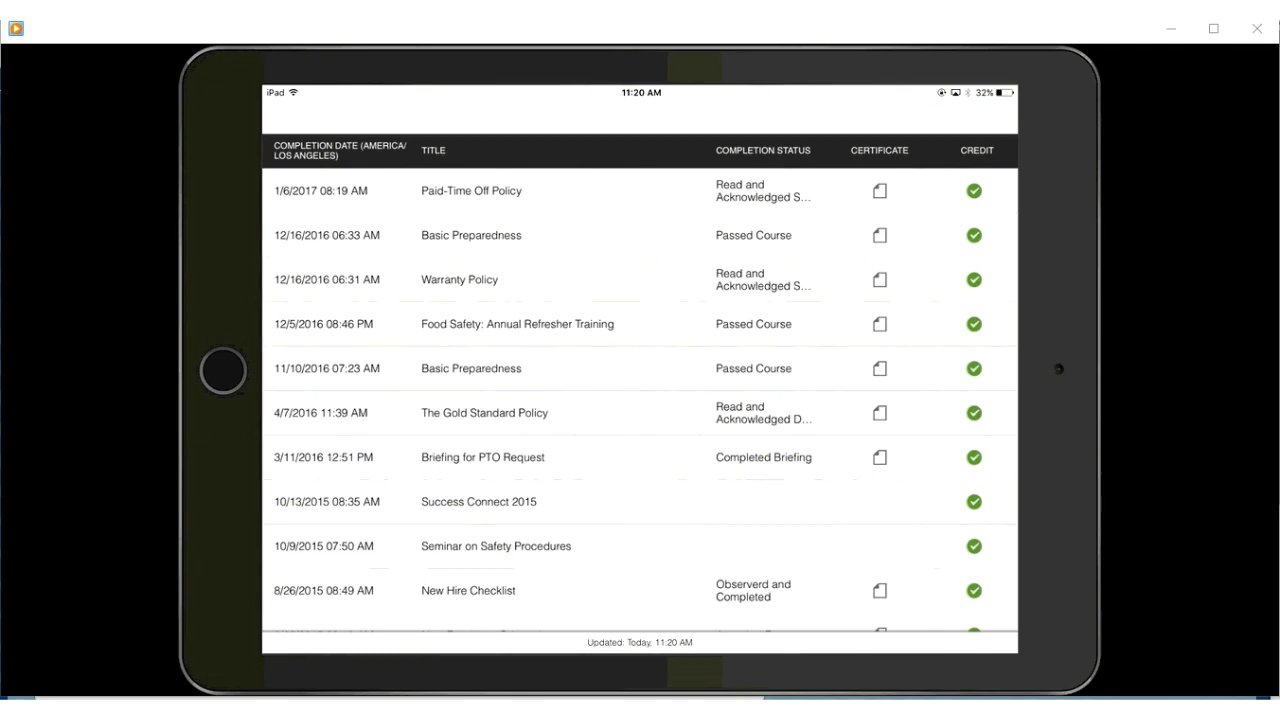 iPad 11:20 AM 32%
COMPLETION DATE (AMERICA/
LOS ANGELES) TITLE COMPLETION STATUS CERTIFICATE CREDIT
1/6/2017 08:19 AM Paid-Time Off Policy Read and
Acknowledged S...
12/16/2016 06:33 AM Basic Preparedness Passed Course
12/16/2016 06:31 AM Warranty Policy Read and
Acknowledged S...
12/5/2016 08:46 PM Food Safety: Annual Refresher Training Passed Course
11/10/2016 07:23 AM Basic Preparedness Passed Course
4/7/2016 11:39 AM The Gold Standard Policy Read and
Acknowledged D...
3/11/2016 12:51 PM Briefing for PTO Request Completed Briefing
10/13/2015 08:35 AM Success Connect 2015
10/9/2015 07:50 AM Seminar on Safety Procedures
8/26/2015 08:49 AM New Hire Checklist Observerd and
Completed
Updated: Today, 11:20 AM